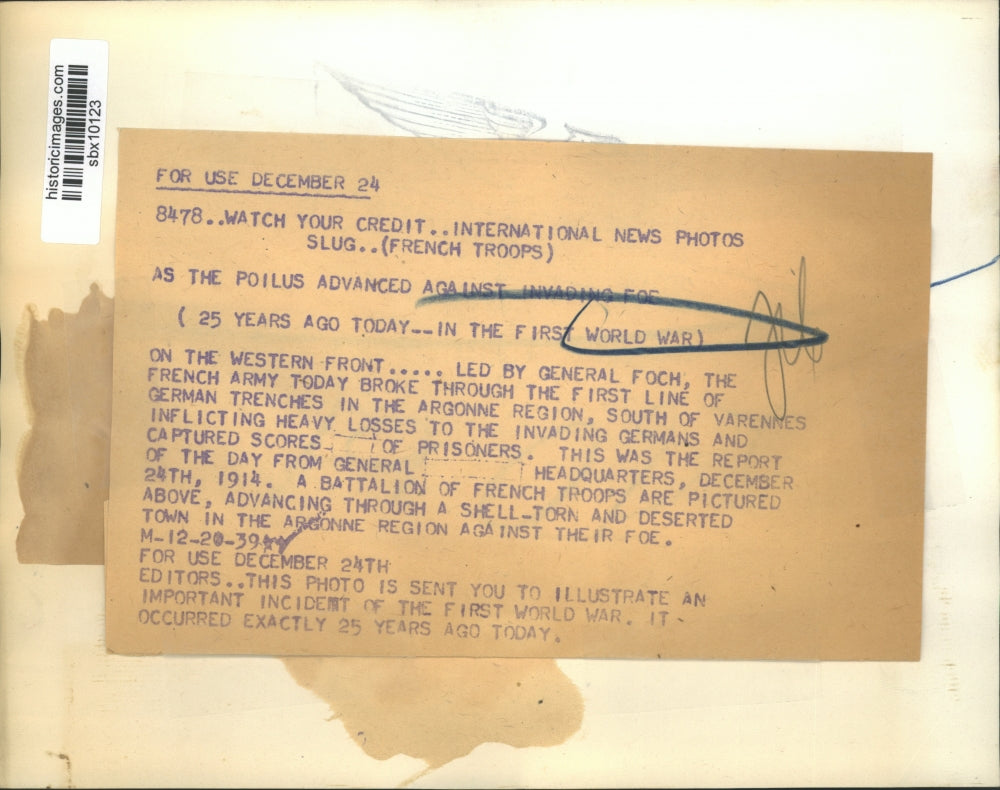 historicimages.com
sbx10123
FOR USE DECEMBER 24
8478..WATCH YOUR CREDIT..INTERNATIONAL NEWS PHOTOS
SLUG..(FRENCH TROOPS)
AS THE POILUS ADVANCED AGAINST INVADING FOE
( 25 YEARS AGO TODAY--IN THE FIRST WORLD WAR)
ON THE WESTERN FRONT..... LED BY GENERAL FOCH, THE
FRENCH ARMY TODAY BROKE THROUGH THE FIRST LINE OF
GERMAN TRENCHES IN THE ARGONNE REGION, SOUTH OF VARENNES
INFLICTING HEAVY LOSSES TO THE INVADING GERMANS AND
CAPTURED SCORES OF PRISONERS. THIS WAS THE REPORT
OF THE DAY FROM GENERAL HEADQUARTERS, DECEMBER
24TH, 1914. A BATTALION OF FRENCH TROOPS ARE PICTURED
ABOVE, ADVANCING THROUGH A SHELL-TORN AND DESERTED
TOWN IN THE ARGONNE REGION AGAINST THEIR FOE.
M-12-20-39
FOR USE DECEMBER 24TH
EDITORS..THIS PHOTO IS SENT YOU TO ILLUSTRATE AN
IMPORTANT INCIDENT OF THE FIRST WORLD WAR. IT
OCCURRED EXACTLY 25 YEARS AGO TODAY.